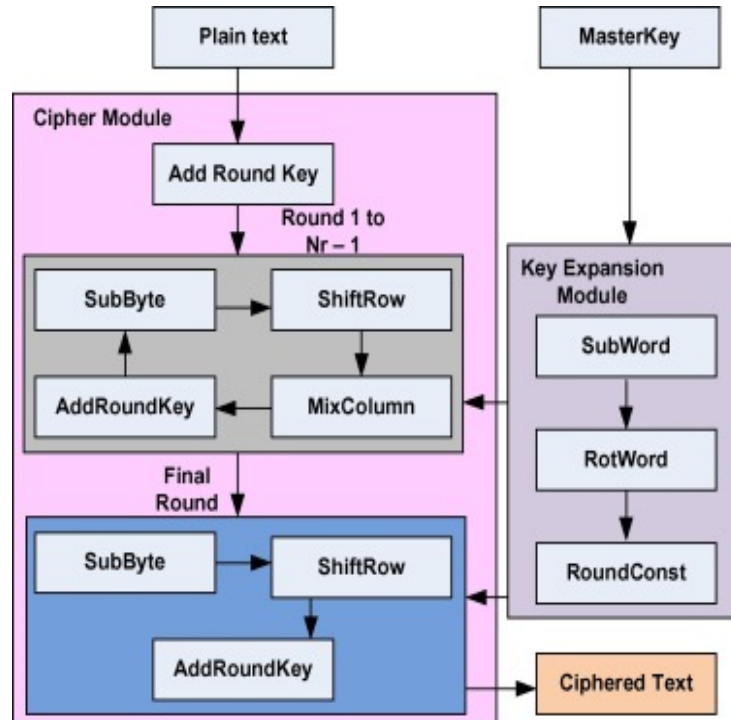 Plain text
MasterKey
Cipher Module
Add Round Key
Round 1 to
Nr – 1
SubByte
ShiftRow
AddRoundKey
MixColumn
Key Expansion
Module
SubWord
RotWord
RoundConst
Final
Round
SubByte
ShiftRow
AddRoundKey
Ciphered Text